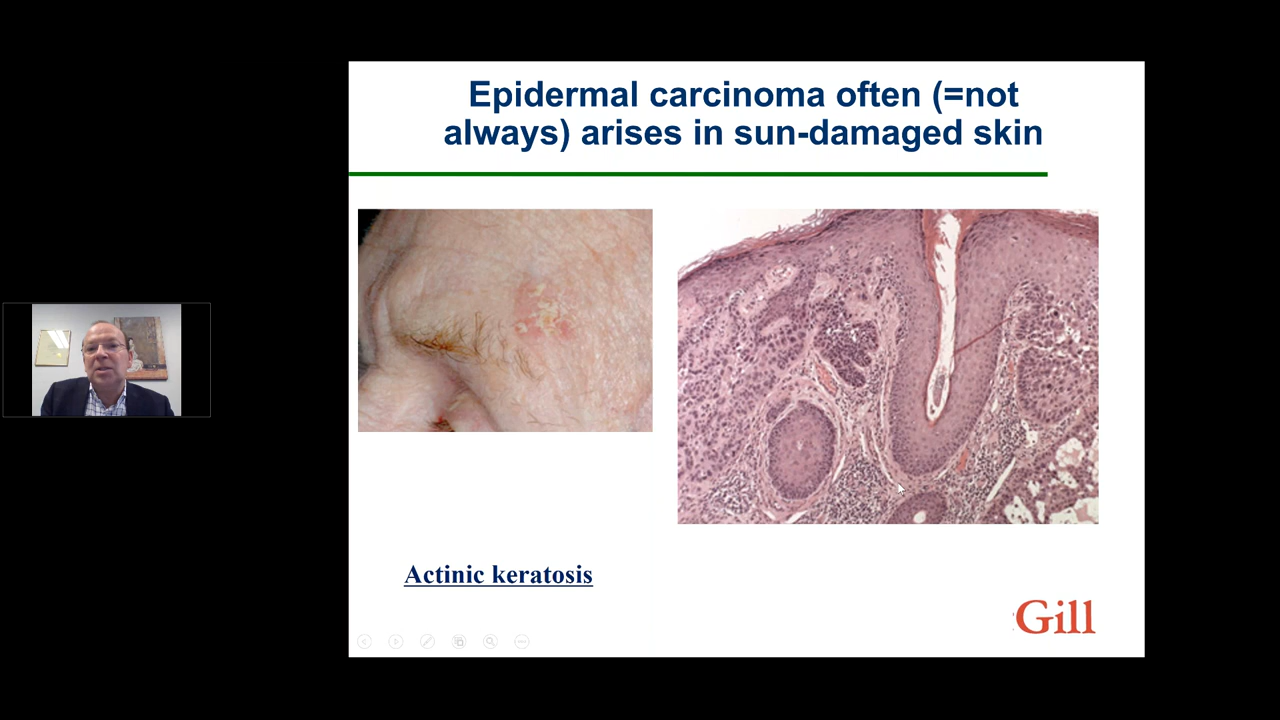 Epidermal carcinoma often (=not
always) arises in sun-damaged skin
Actinic keratosis
Gill